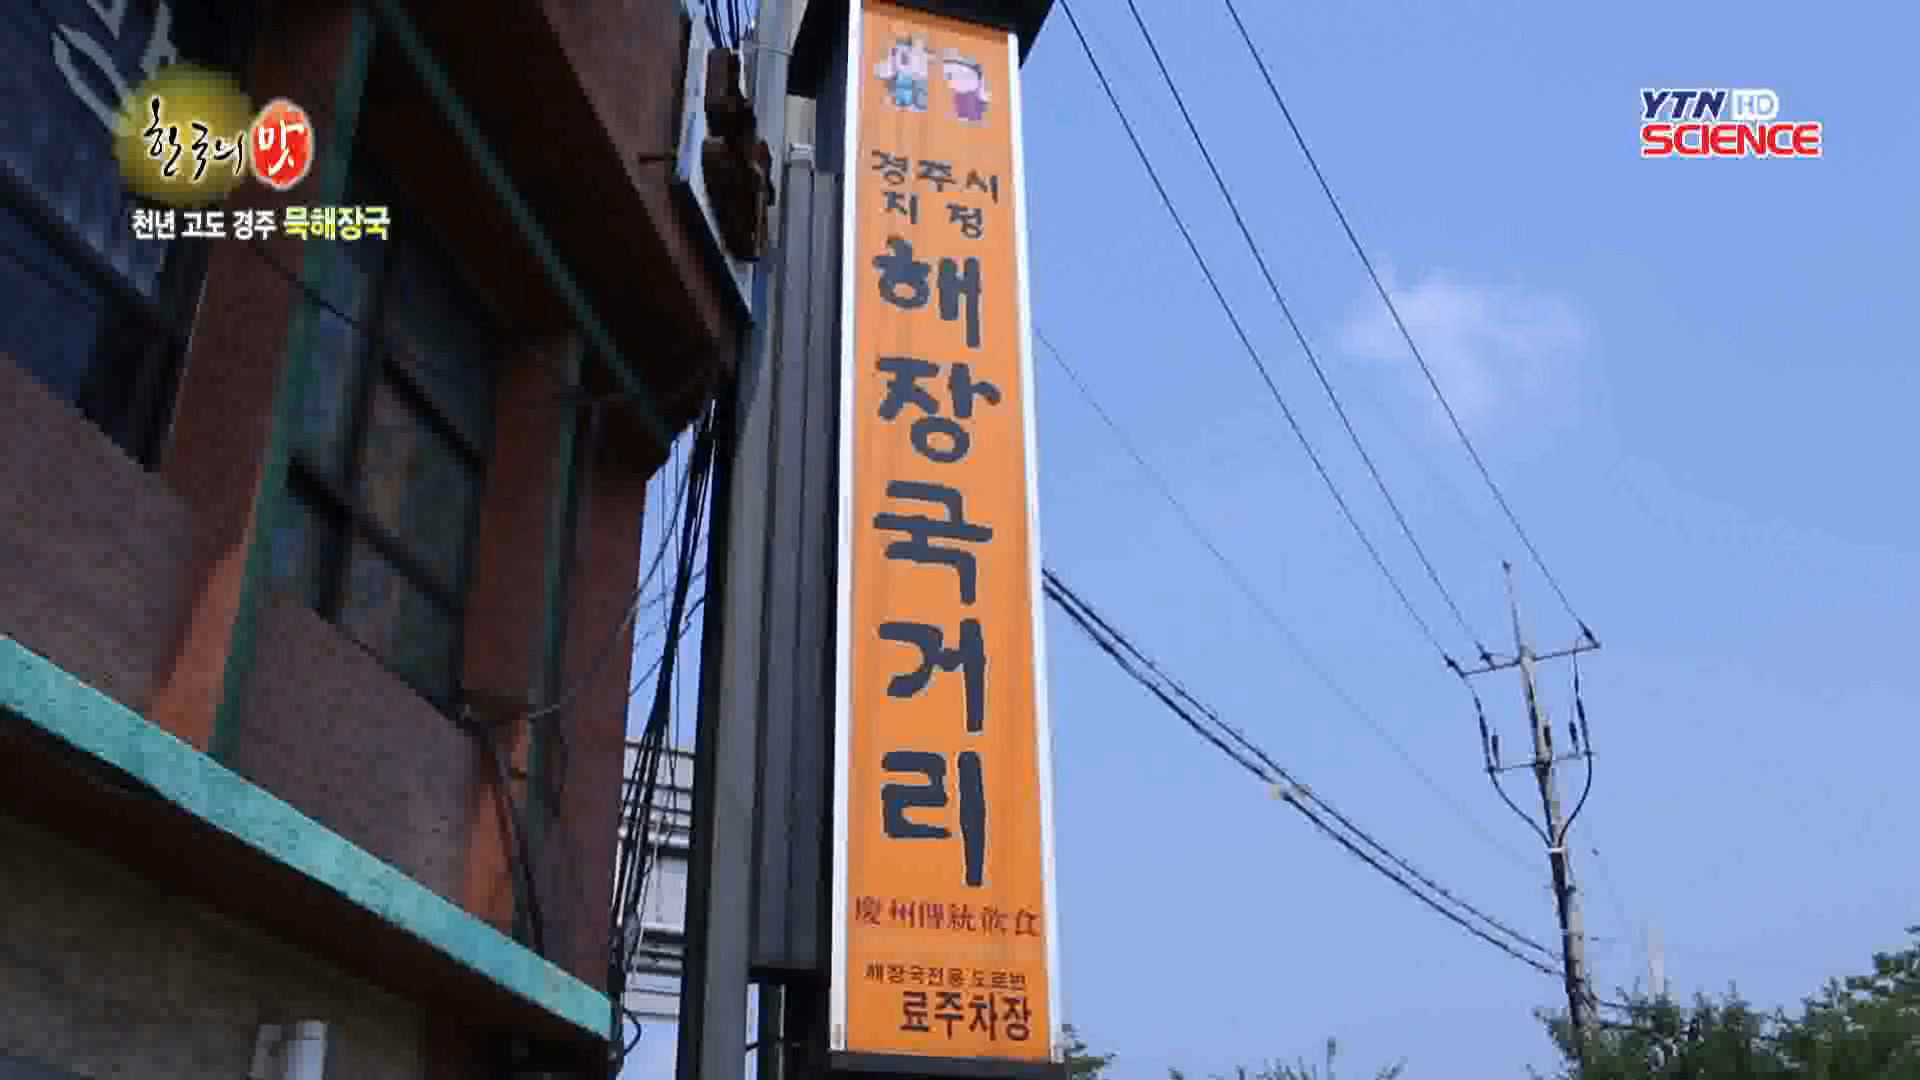 한국의 맛
천년 고도 경주 묵해장국
YTN HD
SCIENCE
경주시
지정
해장국거리
慶州傳統飮食
해장국전용 도로변
료주차장